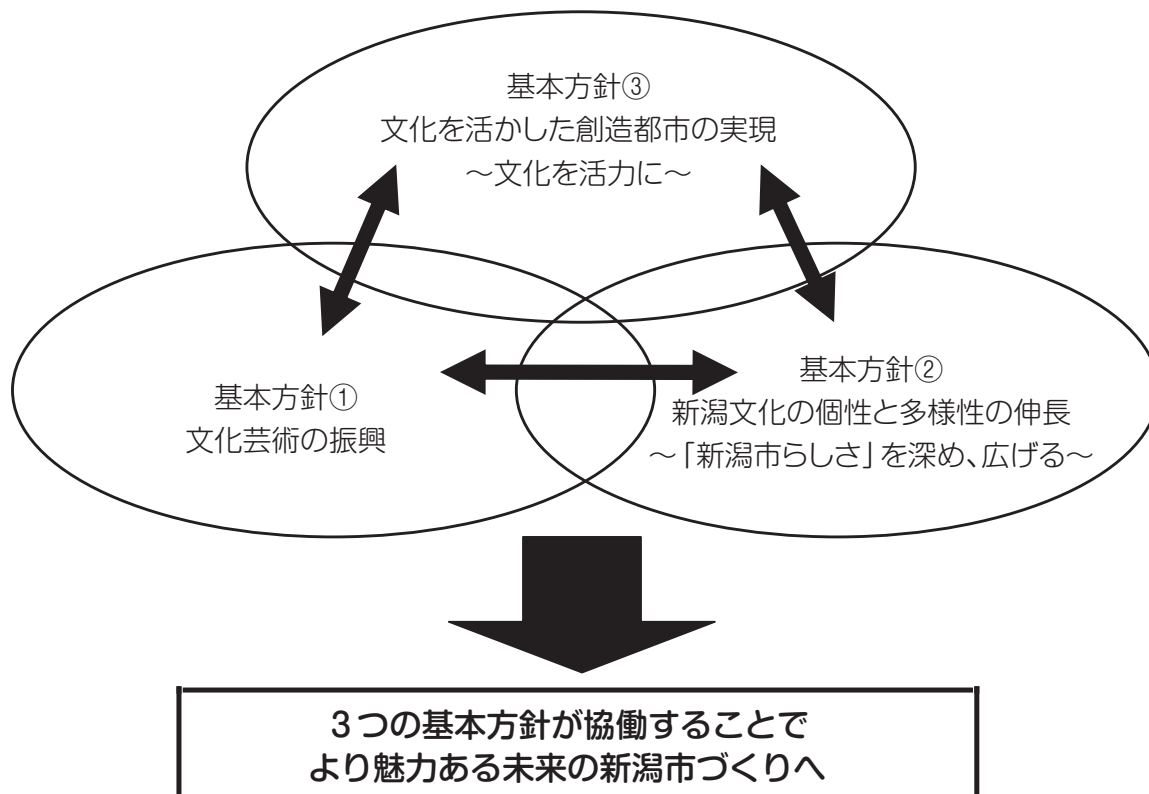 基本方針③
文化を活かした創造都市の実現
～文化を活力に～
基本方針①
文化芸術の振興
基本方針②
新潟文化の個性と多様性の伸長
～「新潟市らしさ」を深め、広げる～
3つの基本方針が協働することで
より魅力ある未来の新潟市づくりへ